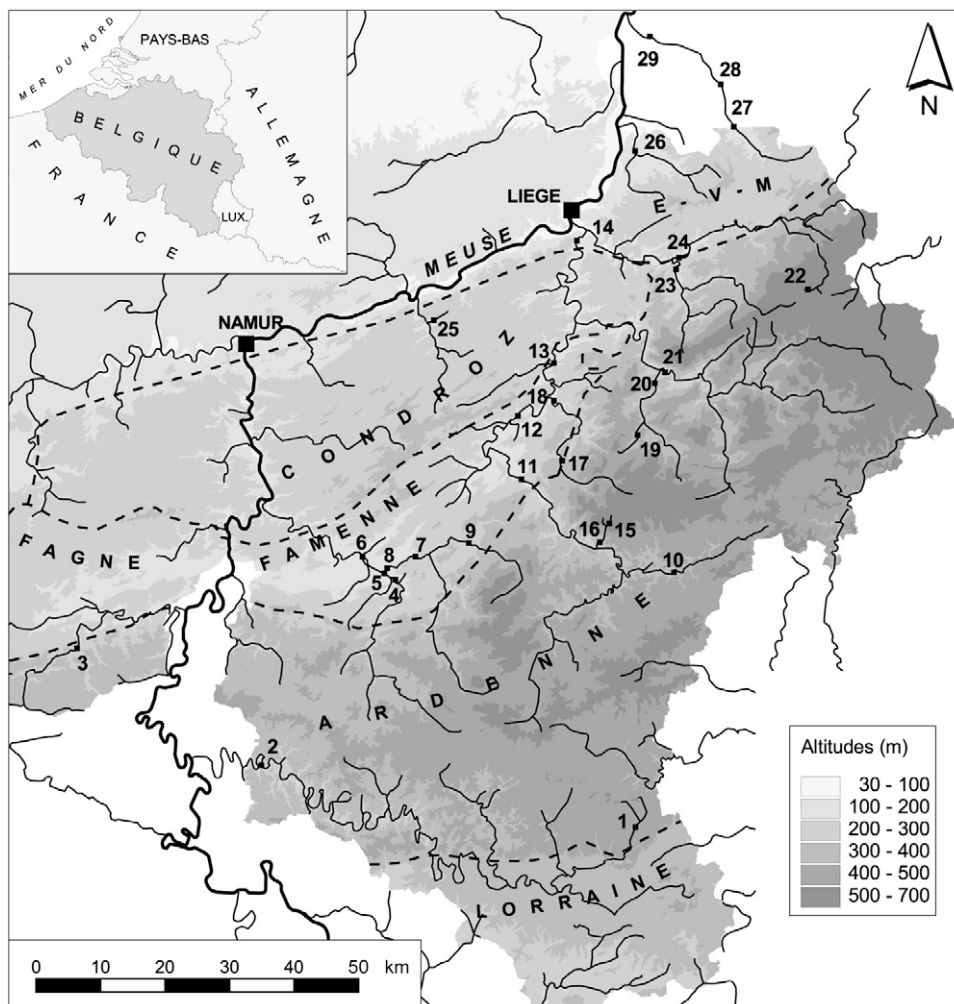 MER DU NORD
PAYS-BAS
ALLEMAGNE
BELGIQUE
FRANCE
LUX.
N
29
28
27
26
E - V - M
LIEGE
14
MEUSE
24
23
22
NAMUR
25
CONDROZ
13
21
20
18
12
19
17
11
FAGNE
FAMENNE
16
15
6
8
7
9
5
4
10
3
ARDENNE
2
1
LORRAINE
Altitudes (m)
30 - 100
100 - 200
200 - 300
300 - 400
400 - 500
500 - 700
0 10 20 30 40 50 km